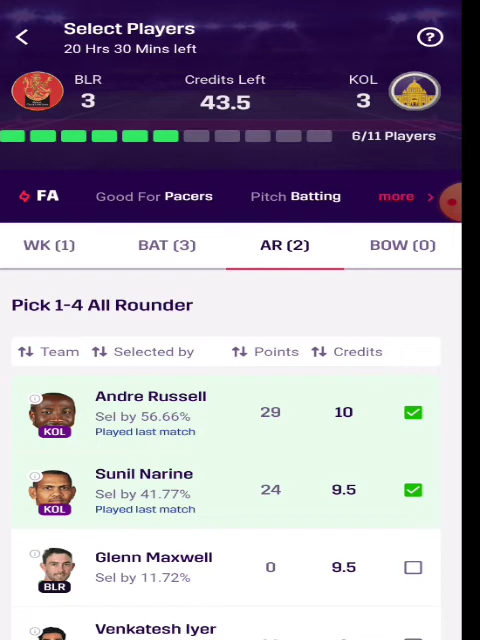 Select Players
20 Hrs 30 Mins left
?
BLR
3
Credits Left
43.5
KOL
3
6/11 Players
FA
Good For Pacers
Pitch Batting
more >
WK (1)
BAT (3)
AR (2)
BOW (0)
Pick 1-4 All Rounder
Team
Selected by
Points
Credits
Andre Russell
Sel by 56.66%
Played last match
KOL
29
10
Sunil Narine
Sel by 41.77%
Played last match
KOL
24
9.5
Glenn Maxwell
Sel by 11.72%
BLR
0
9.5
Venkatesh Iyer